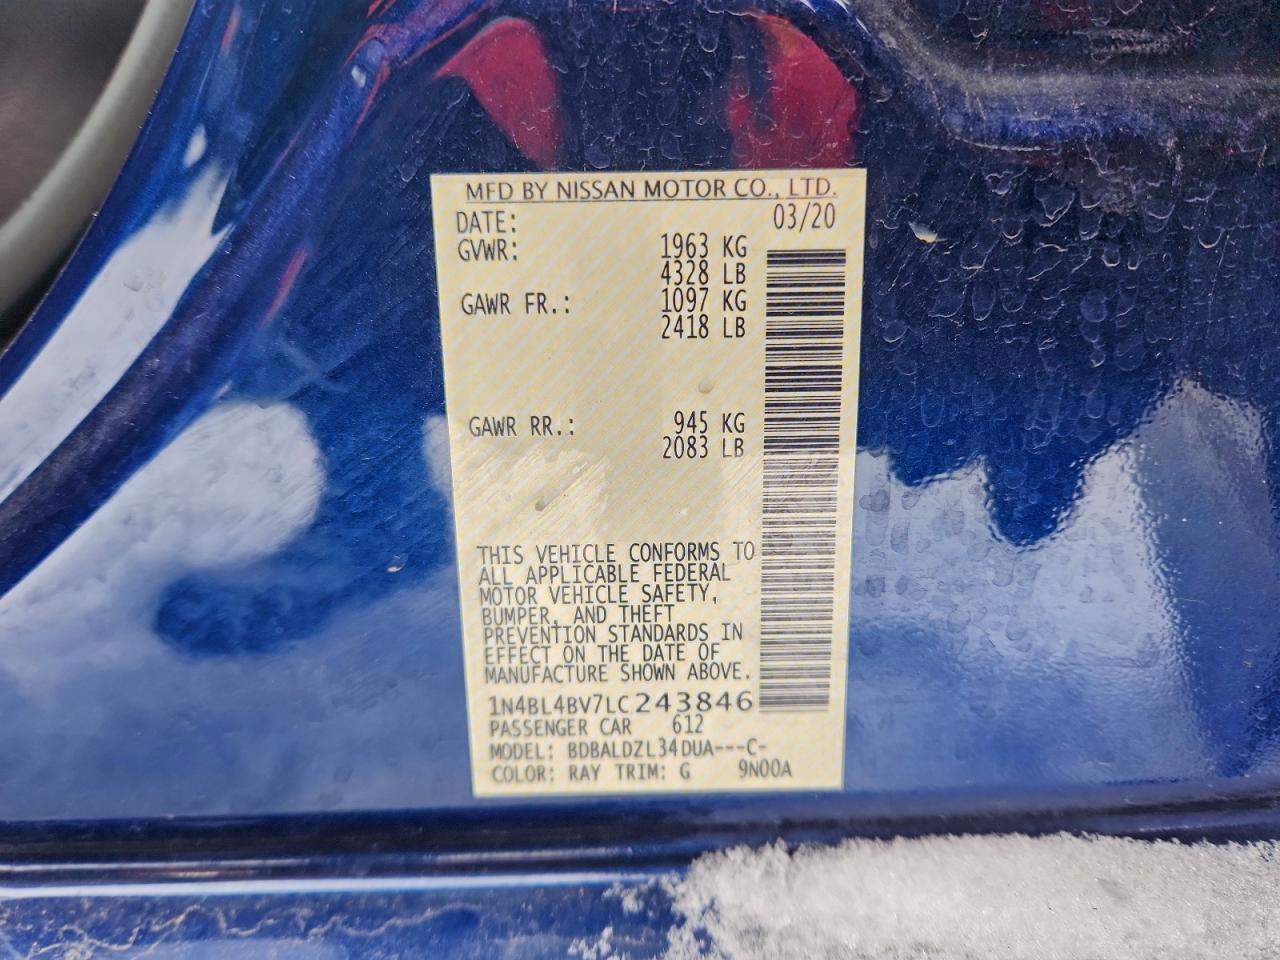 MFD BY NISSAN MOTOR CO., LTD.
DATE: 03/20
GVWR: 1963 KG
4328 LB
GAWR FR.: 1097 KG
2418 LB
GAWR RR.: 945 KG
2083 LB
THIS VEHICLE CONFORMS TO
ALL APPLICABLE FEDERAL
MOTOR VEHICLE SAFETY,
BUMPER, AND THEFT
PREVENTION STANDARDS IN
EFFECT ON THE DATE OF
MANUFACTURE SHOWN ABOVE.
1N4BL4BV7LC243846
PASSENGER CAR 612
MODEL: BDBALDZL34DUA---C-
COLOR: RAY TRIM: G 9N00A